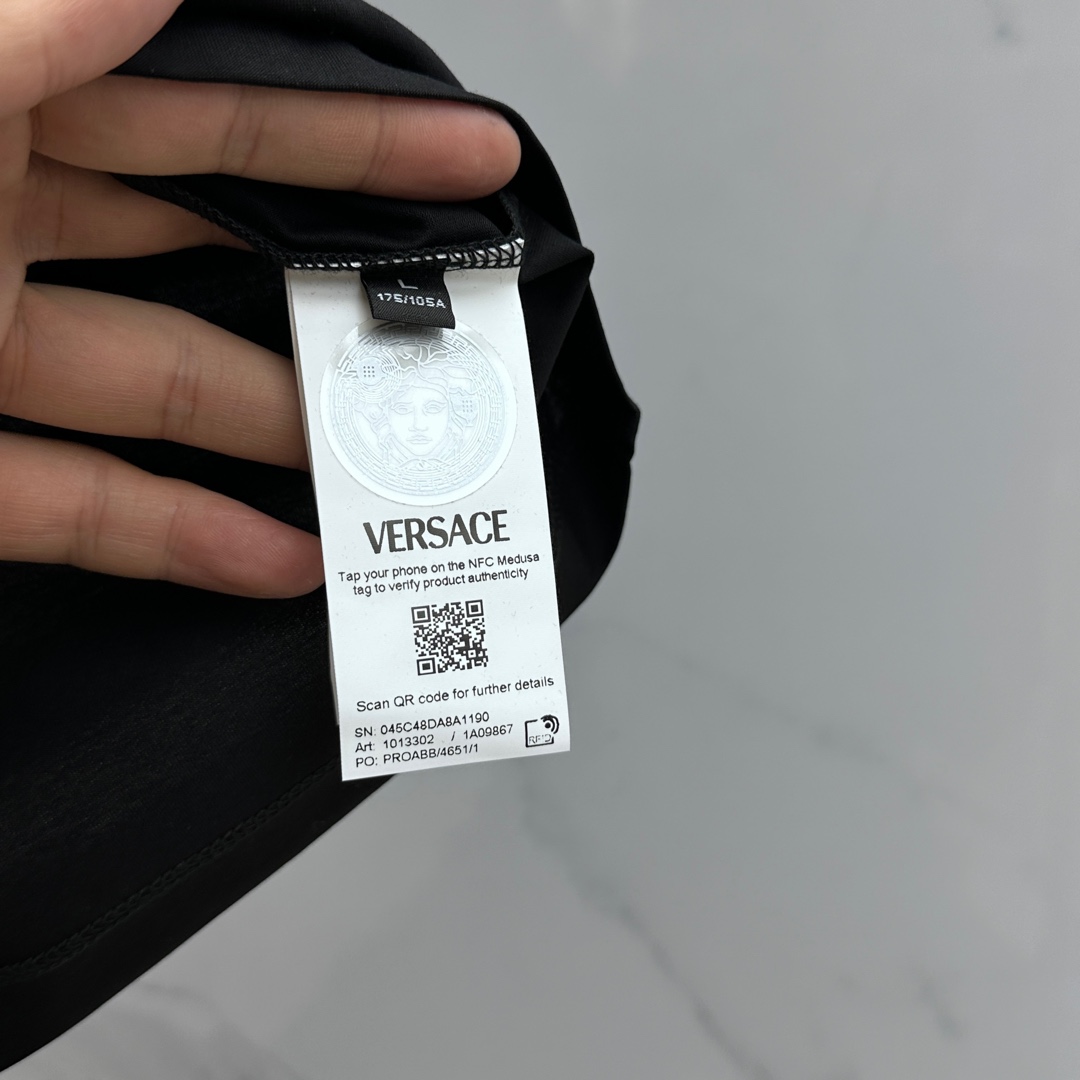 L
175/105A
VERSACE
Tap your phone on the NFC Medusa
tag to verify product authenticity
Scan QR code for further details
SN: 045C48DA8A1190
Art: 1013302 / 1A09867
PO: PROABB/4651/1
RFID